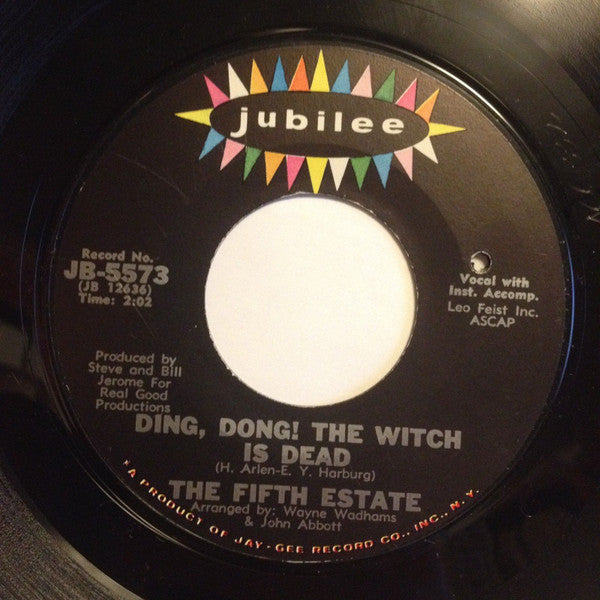 jubilee
Record No.
JB-5573
(JB 12636)
Time: 2:02
Vocal with
Inst. Accomp.
Leo Feist Inc.
ASCAP
Produced by
Steve and Bill
Jerome For
Real Good
Productions
DING, DONG! THE WITCH
IS DEAD
(H. Arlen-E. Y. Harburg)
THE FIFTH ESTATE
Arranged by: Wayne Wadhams
& John Abbott
A PRODUCT OF JAY-GEE RECORD CO., INC., N.Y.